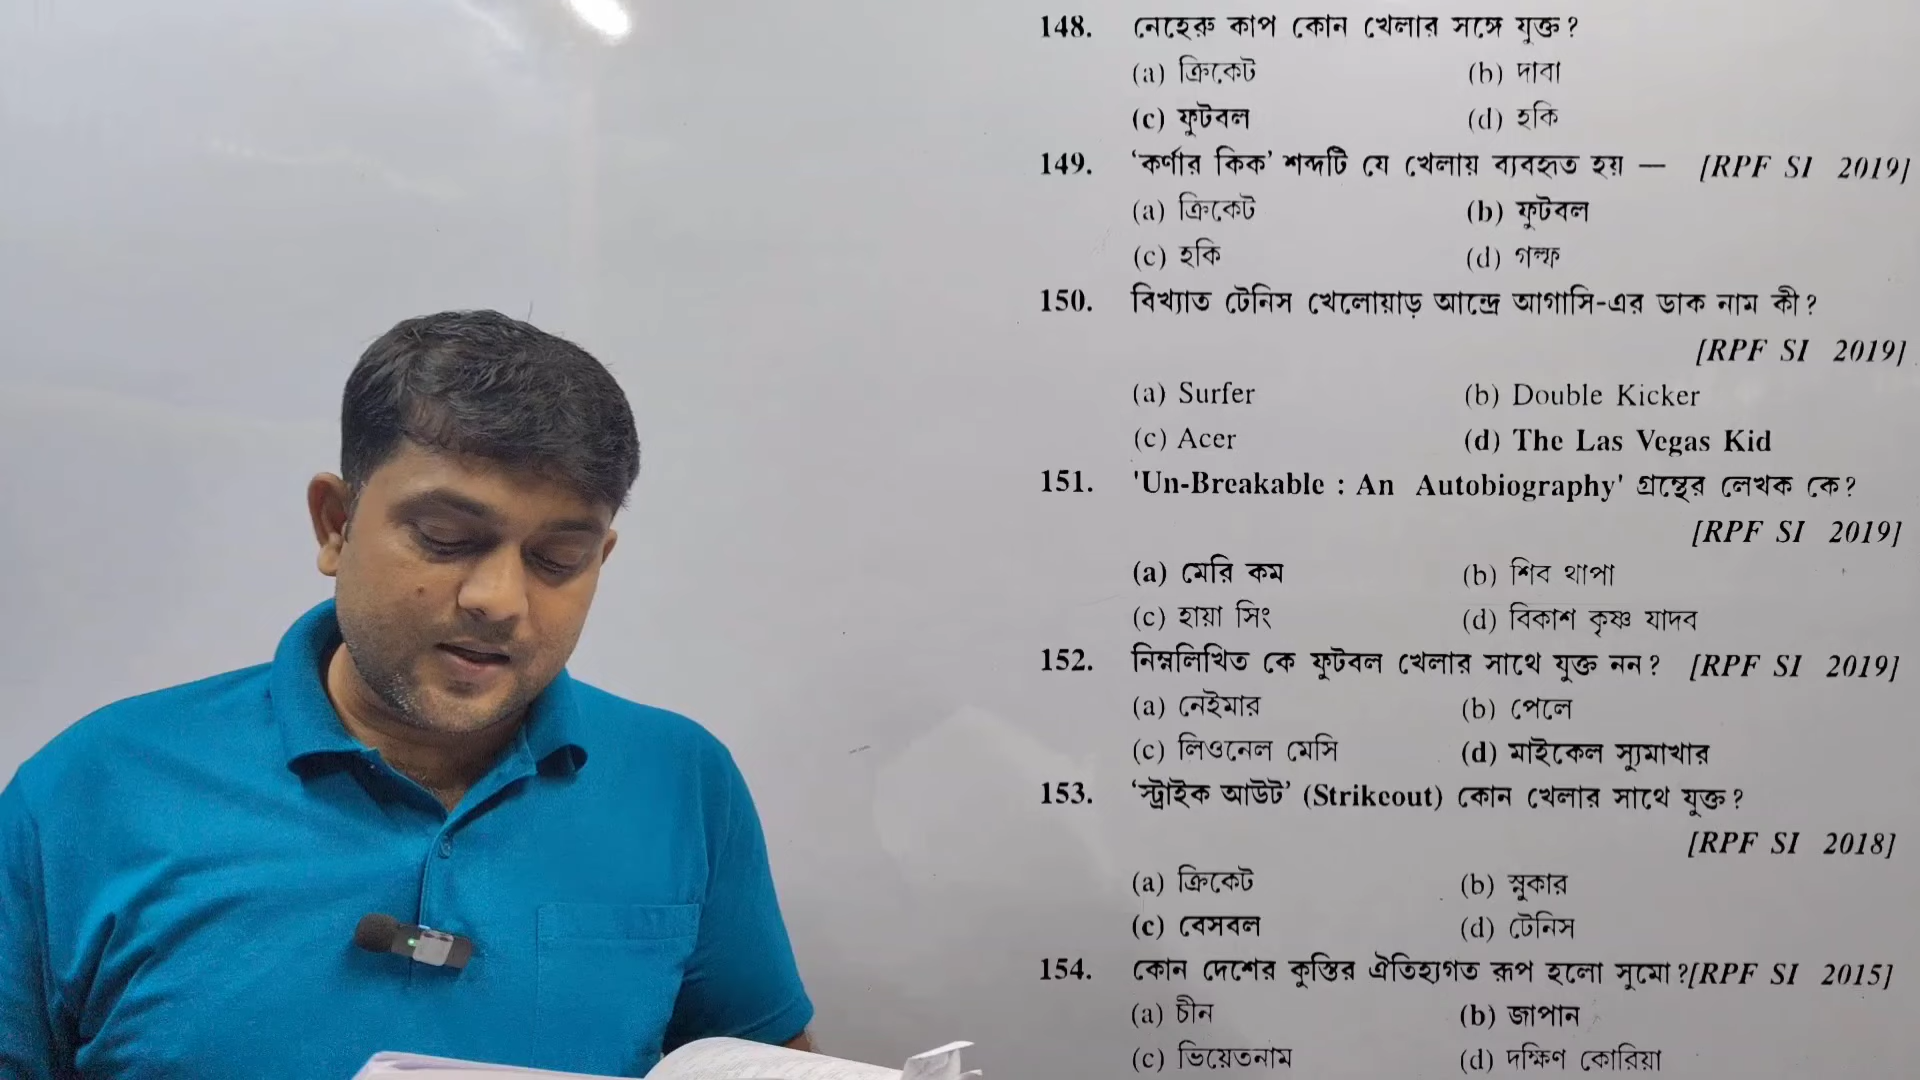 148. নেহেরু কাপ কোন খেলার সঙ্গে যুক্ত?
(a) ক্রিকেট (b) দাবা
(c) ফুটবল (d) হকি
149. ‘কর্ণার কিক’ শব্দটি যে খেলায় ব্যবহৃত হয় — [RPF SI 2019]
(a) ক্রিকেট (b) ফুটবল
(c) হকি (d) গল্ফ
150. বিখ্যাত টেনিস খেলোয়াড় আন্দ্রে আগাসি-এর ডাক নাম কী?
[RPF SI 2019]
(a) Surfer (b) Double Kicker
(c) Acer (d) The Las Vegas Kid
151. 'Un-Breakable : An Autobiography' গ্রন্থের লেখক কে?
[RPF SI 2019]
(a) মেরি কম (b) শিব থাপা
(c) হায়া সিং (d) বিকাশ কৃষ্ণ যাদব
152. নিম্নলিখিত কে ফুটবল খেলার সাথে যুক্ত নন? [RPF SI 2019]
(a) নেইমার (b) পেলে
(c) লিওনেল মেসি (d) মাইকেল স্যুমাখার
153. ‘স্ট্রাইক আউট’ (Strikeout) কোন খেলার সাথে যুক্ত?
[RPF SI 2018]
(a) ক্রিকেট (b) স্নুকার
(c) বেসবল (d) টেনিস
154. কোন দেশের কুস্তির ঐতিহ্যগত রূপ হলো সুমো?[RPF SI 2015]
(a) চীন (b) জাপান
(c) ভিয়েতনাম (d) দক্ষিণ কোরিয়া